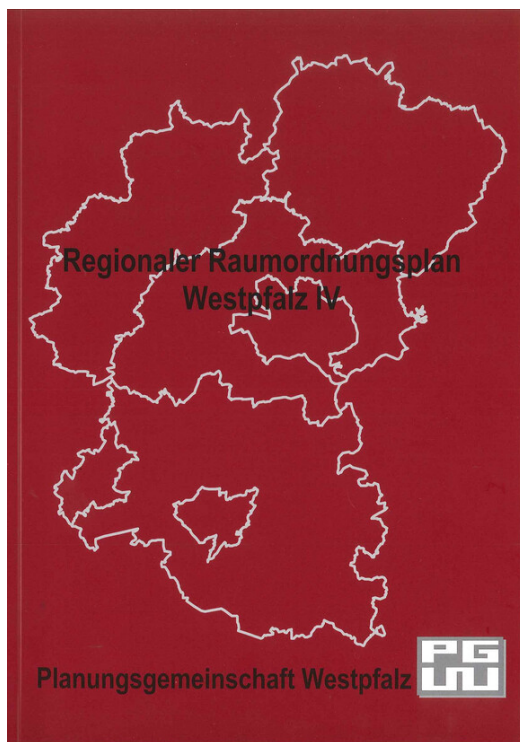 Regionaler Raumordnungsplan
Westpfalz IV
Planungsgemeinschaft Westpfalz
PG
W